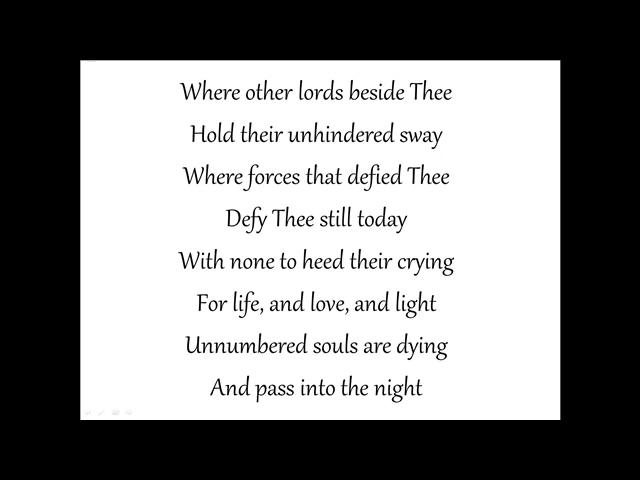 Where other lords beside Thee
Hold their unhindered sway
Where forces that defied Thee
Defy Thee still today
With none to heed their crying
For life, and love, and light
Unnumbered souls are dying
And pass into the night